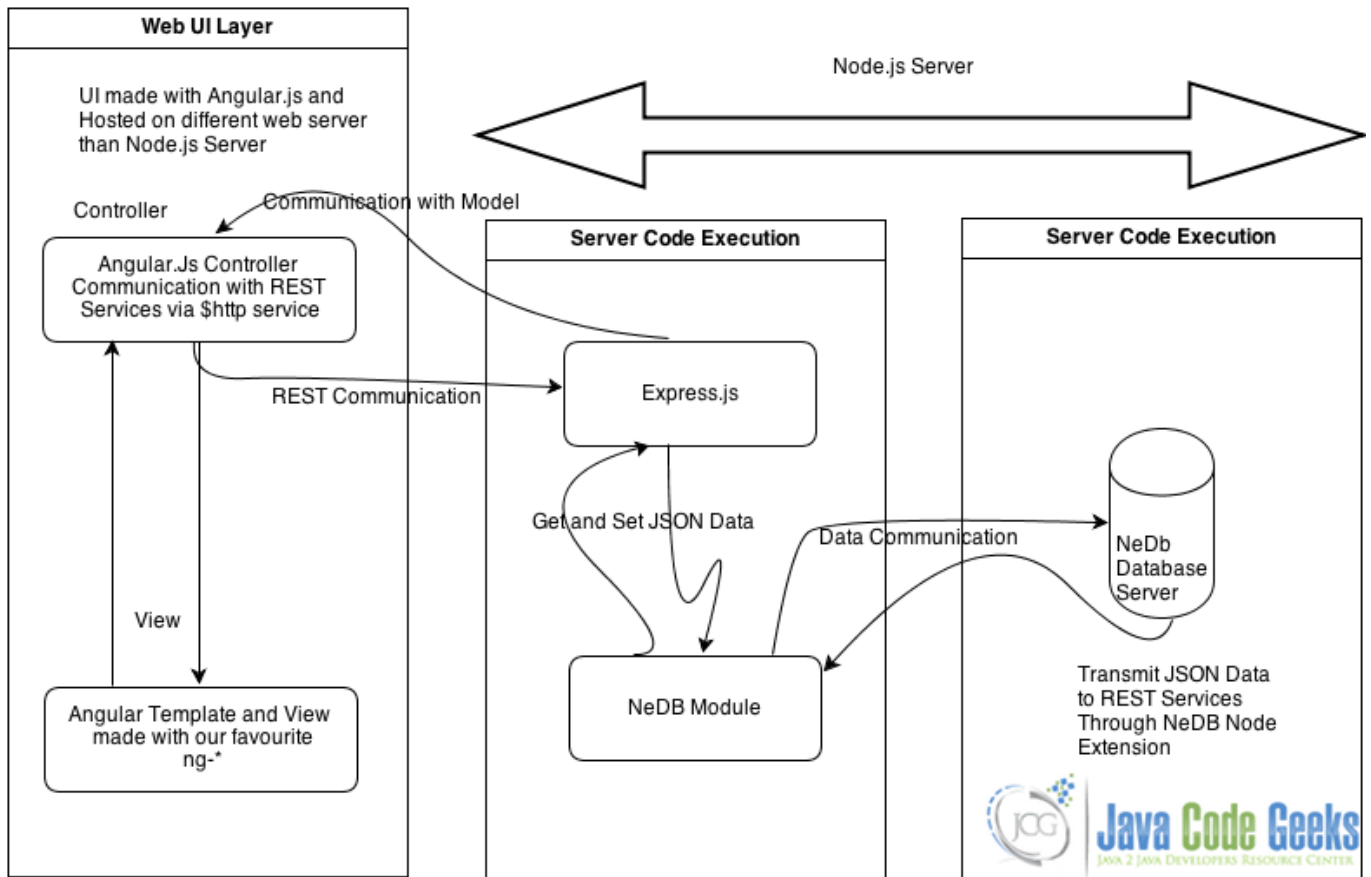 Web UI Layer
UI made with Angular.js and
Hosted on different web server
than Node.js Server
Controller
Angular.Js Controller
Communication with REST
Services via $http service
View
Angular Template and View
made with our favourite
ng-*
Communication with Model
REST Communication
Node.js Server
Server Code Execution
Express.js
Get and Set JSON Data
NeDB Module
Data Communication
Server Code Execution
NeDb
Database
Server
Transmit JSON Data
to REST Services
Through NeDB Node
Extension
JCG
Java Code Geeks
JAVA 2 JAVA DEVELOPERS RESOURCE CENTER